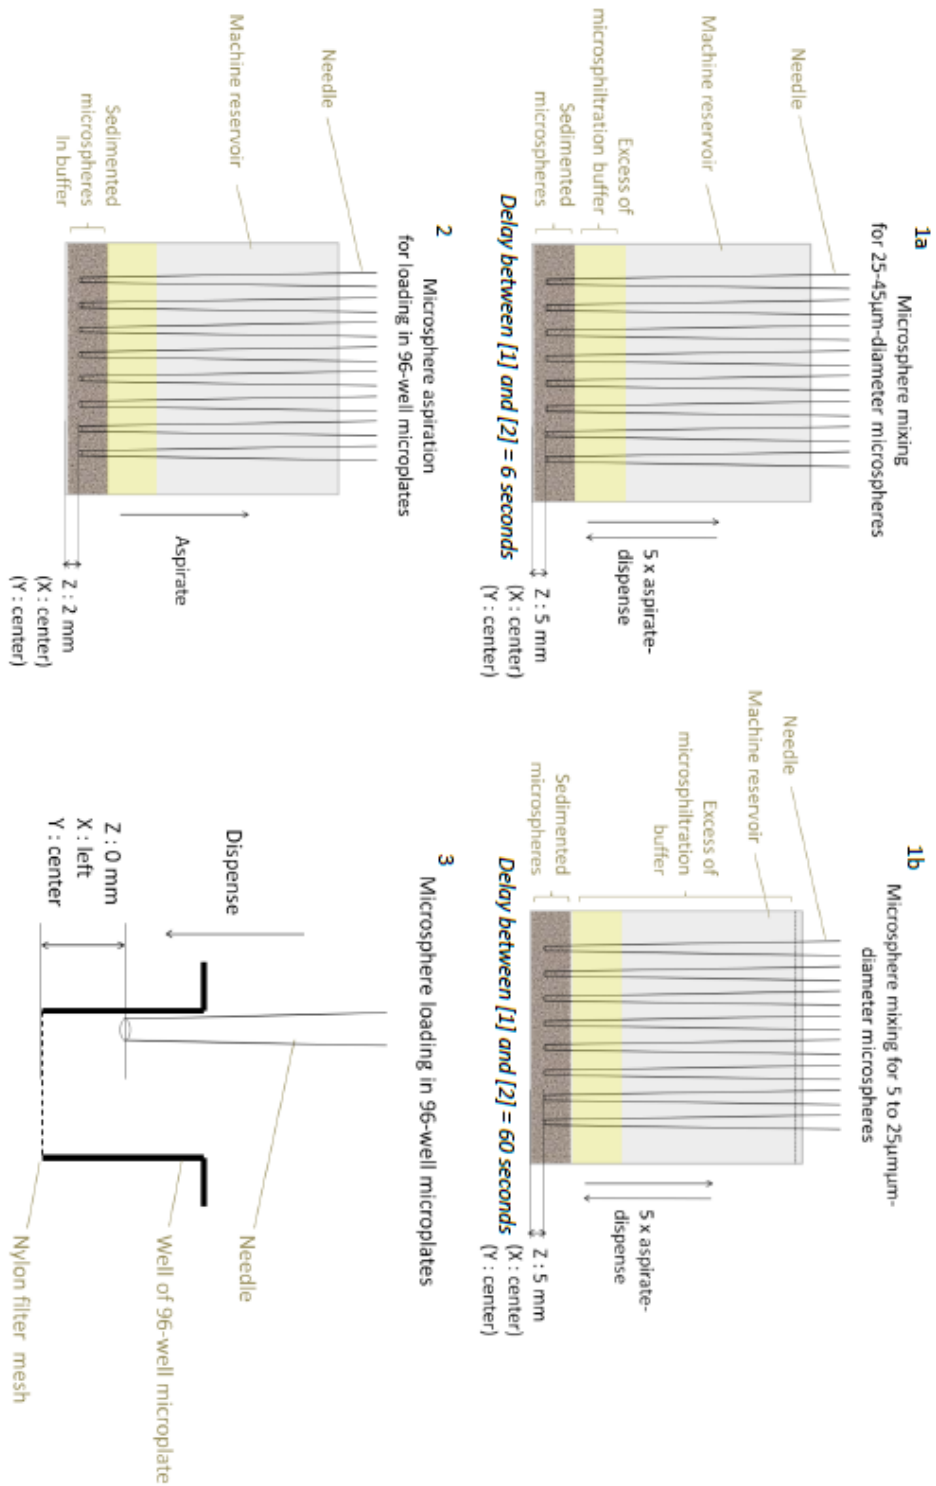 1a
Microsphere mixing
for 25-45µm-diameter microspheres
Needle
Machine reservoir
Excess of
microsphiltration buffer
Sedimented
microspheres
5 x aspirate-
dispense
Z : 5 mm
(X : center)
(Y : center)
Delay between [1] and [2] = 6 seconds
1b
Microsphere mixing for 5 to 25µmµm-
diameter microspheres
Needle
Machine reservoir
Excess of
microsphiltration
buffer
Sedimented
microspheres
5 x aspirate-
dispense
Z : 5 mm
(X : center)
(Y : center)
Delay between [1] and [2] = 60 seconds
2
Microsphere aspiration
for loading in 96-well microplates
Needle
Machine reservoir
Sedimented
microspheres
In buffer
Aspirate
Z : 2 mm
(X : center)
(Y : center)
3
Microsphere loading in 96-well microplates
Dispense
Z : 0 mm
X : left
Y : center
Needle
Well of 96-well microplate
Nylon filter mesh